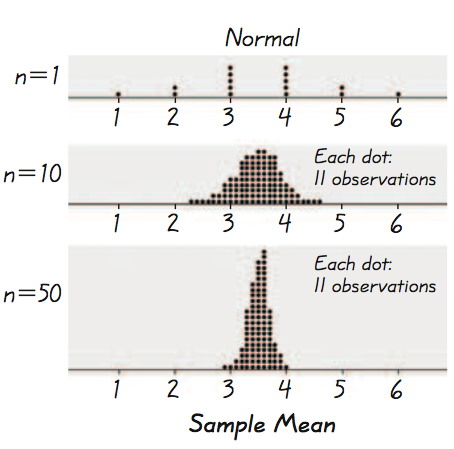 Normal
n=1
1 2 3 4 5 6
n=10
Each dot:
11 observations
1 2 3 4 5 6
n=50
Each dot:
11 observations
1 2 3 4 5 6
Sample Mean